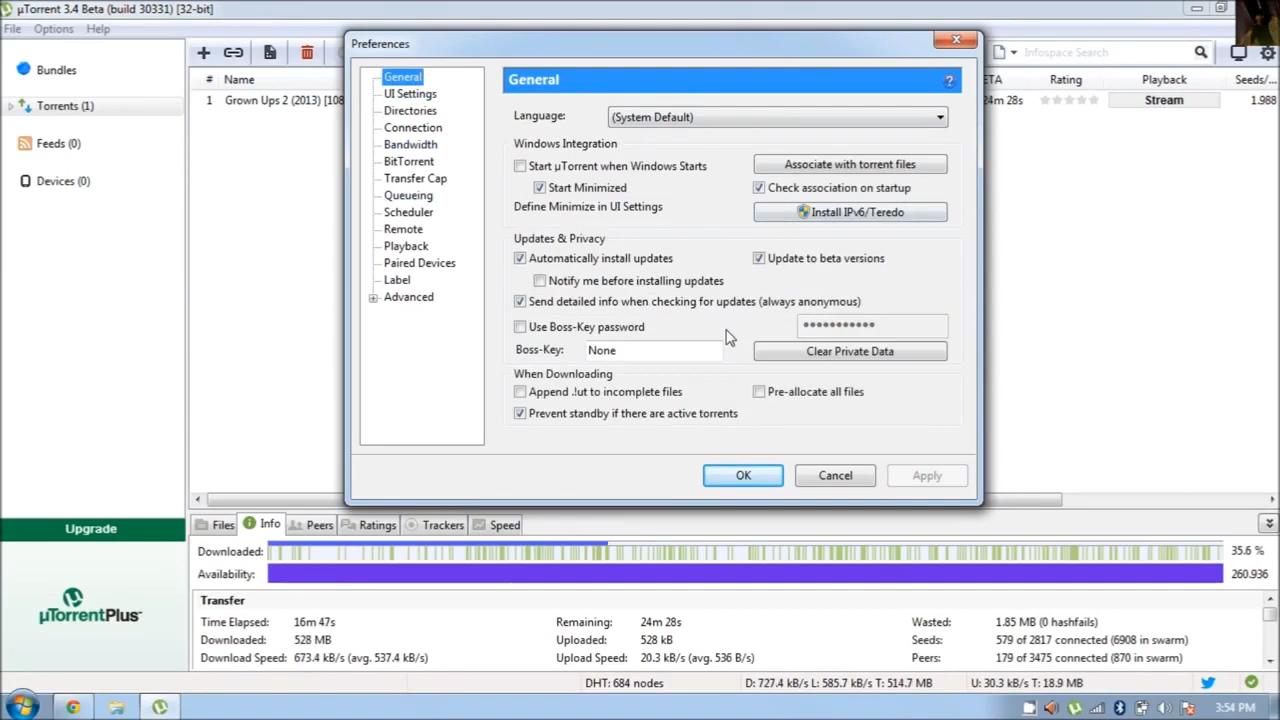 µTorrent 3.4 Beta (build 30331) [32-bit]
File Options Help
Preferences
Bundles
Torrents (1)
Feeds (0)
Devices (0)
Infospace Search
# Name
ETA Rating Playback Seeds/...
1 Grown Ups 2 (2013) [108
24m 28s Stream 1.988
General
UI Settings
Directories
Connection
Bandwidth
BitTorrent
Transfer Cap
Queueing
Scheduler
Remote
Playback
Paired Devices
Label
Advanced
General
Language: (System Default)
Windows Integration
Start µTorrent when Windows Starts Associate with torrent files
Start Minimized Check association on startup
Define Minimize in UI Settings Install IPv6/Teredo
Updates & Privacy
Automatically install updates Update to beta versions
Notify me before installing updates
Send detailed info when checking for updates (always anonymous)
Use Boss-Key password
Boss-Key: None Clear Private Data
When Downloading
Append .!ut to incomplete files Pre-allocate all files
Prevent standby if there are active torrents
OK Cancel Apply
Upgrade
µTorrentPlus
Files Info Peers Ratings Trackers Speed
Downloaded: 35.6 %
Availability: 260.936
Transfer
Time Elapsed: 16m 47s Remaining: 24m 28s Wasted: 1.85 MB (0 hashfails)
Downloaded: 528 MB Uploaded: 528 kB Seeds: 579 of 2817 connected (6908 in swarm)
Download Speed: 673.4 kB/s (avg. 537.4 kB/s) Upload Speed: 20.3 kB/s (avg. 536 B/s) Peers: 179 of 3475 connected (870 in swarm)
DHT: 684 nodes D: 727.4 kB/s L: 585.7 kB/s T: 514.7 MB U: 30.3 kB/s T: 18.9 MB
3:54 PM